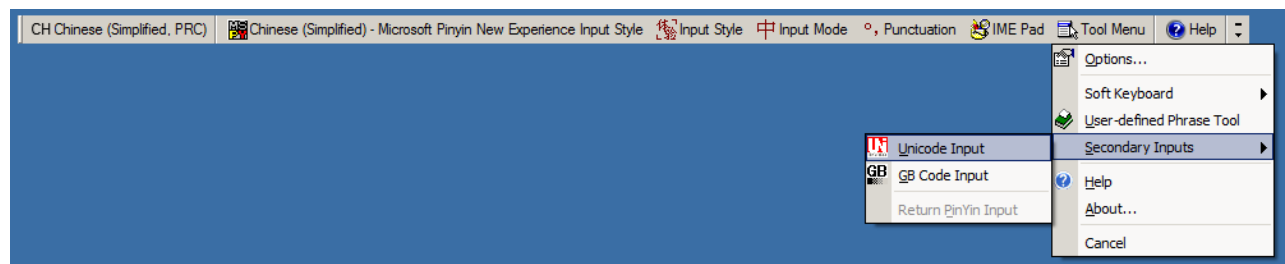 CH Chinese (Simplified, PRC) Chinese (Simplified) - Microsoft Pinyin New Experience Input Style Input Style 中 Input Mode °, Punctuation IME Pad Tool Menu Help
Options...
Soft Keyboard
User-defined Phrase Tool
Secondary Inputs
Unicode Input
GB GB Code Input
Return PinYin Input
Help
About...
Cancel